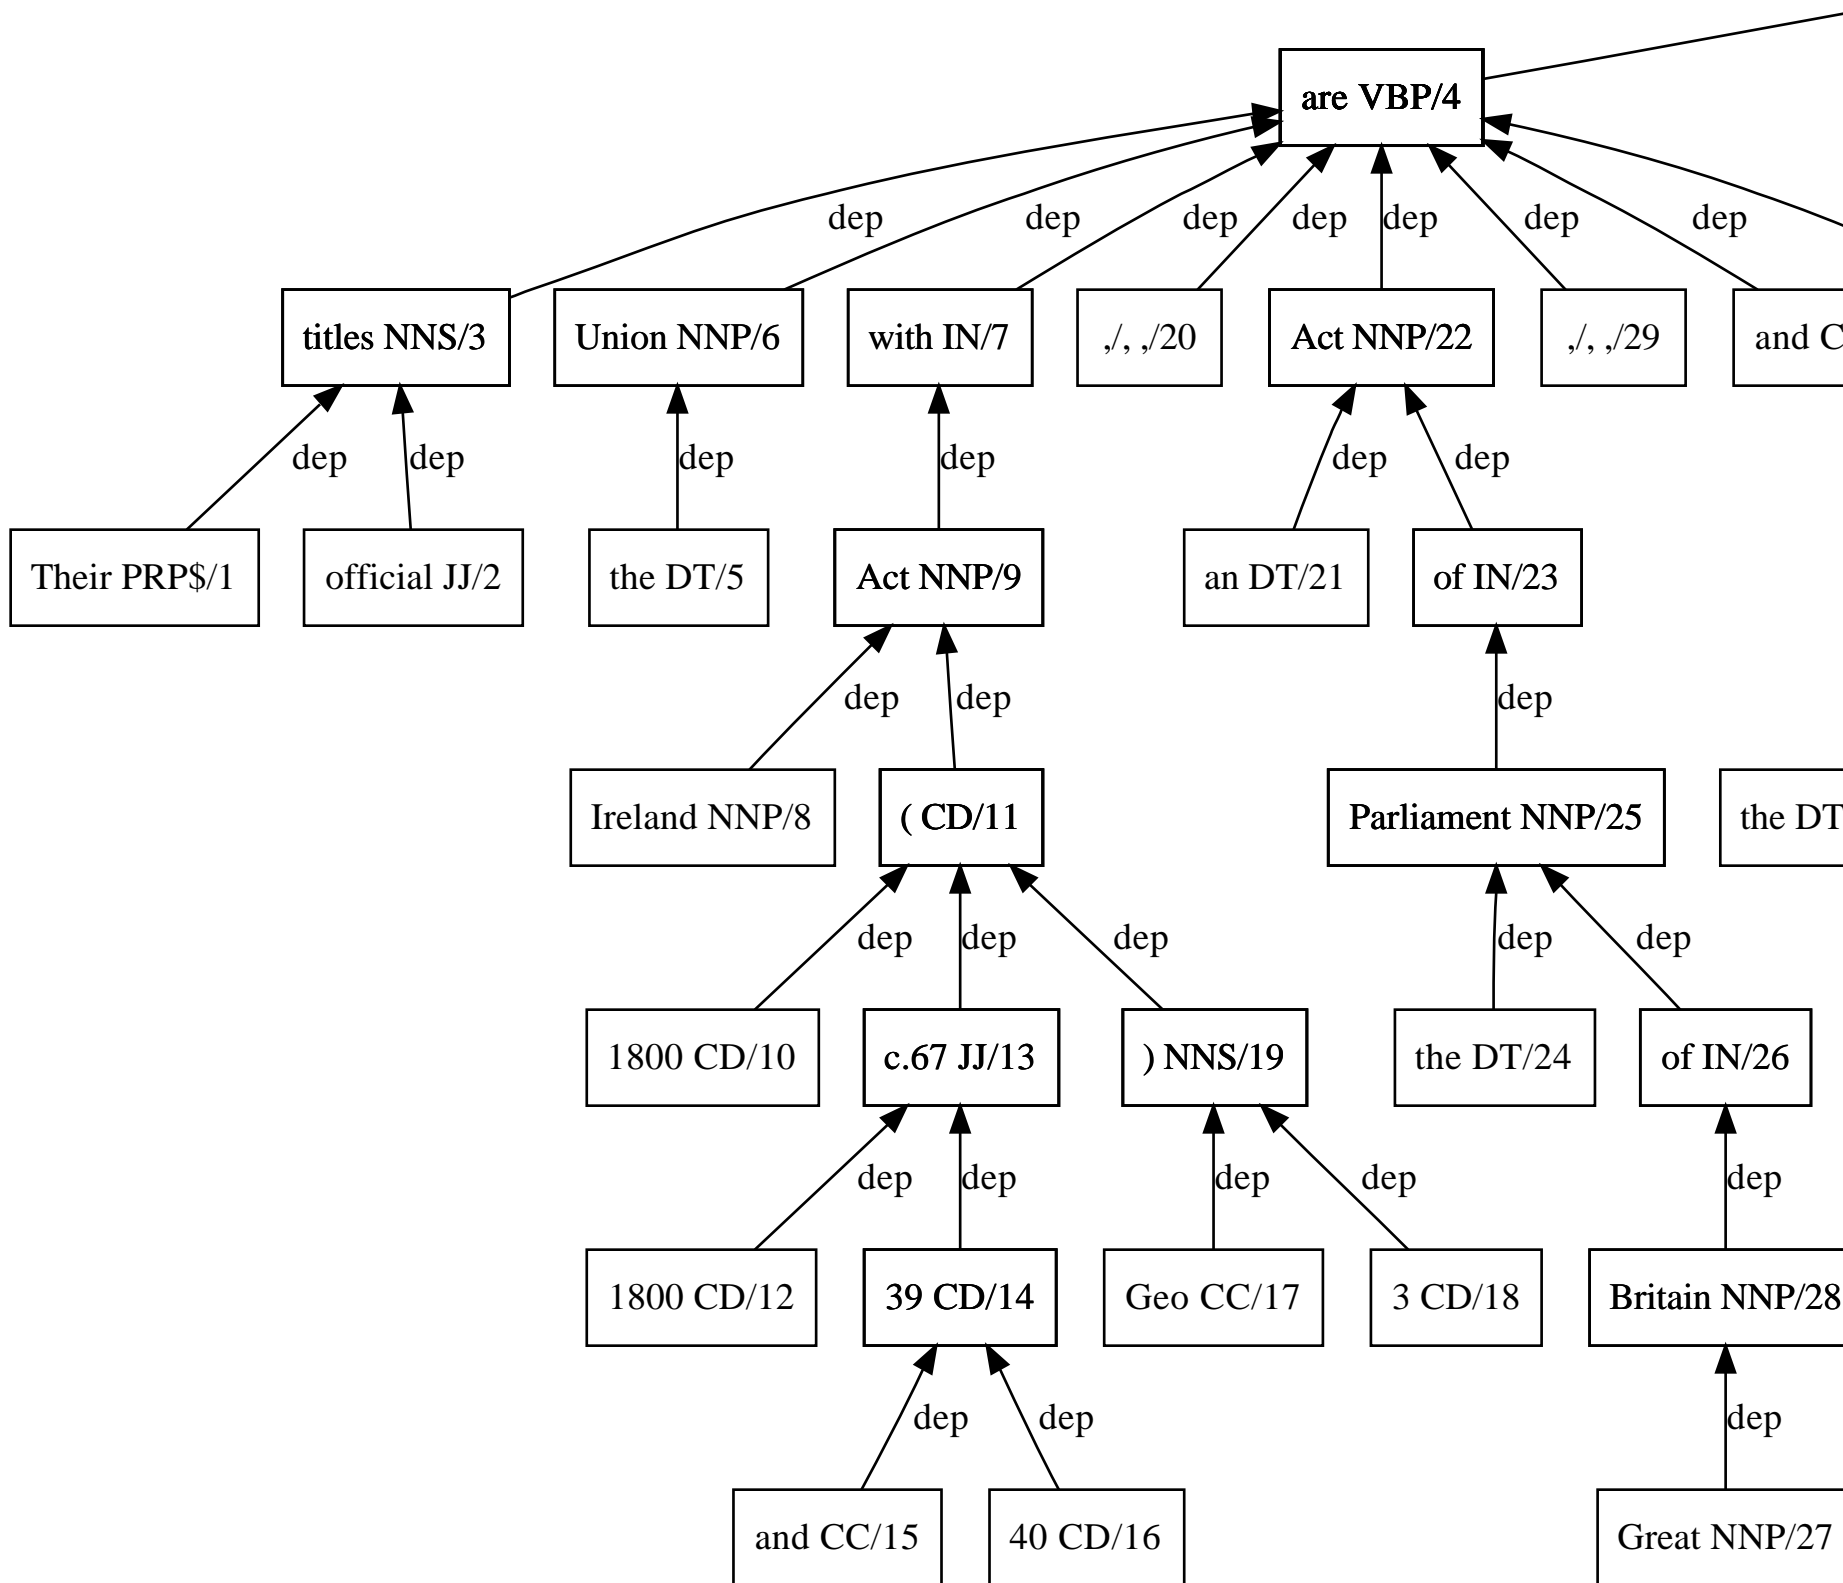 are VBP/4
dep dep dep dep dep dep dep
titles NNS/3 Union NNP/6 with IN/7 ,/, ,/20 Act NNP/22 ,/, ,/29 and C
dep dep dep dep dep dep
Their PRP$/1 official JJ/2 the DT/5 Act NNP/9 an DT/21 of IN/23
dep dep dep
Ireland NNP/8 ( CD/11 Parliament NNP/25 the DT
dep dep dep dep dep
1800 CD/10 c.67 JJ/13 ) NNS/19 the DT/24 of IN/26
dep dep dep dep dep
1800 CD/12 39 CD/14 Geo CC/17 3 CD/18 Britain NNP/28
dep dep dep
and CC/15 40 CD/16 Great NNP/27